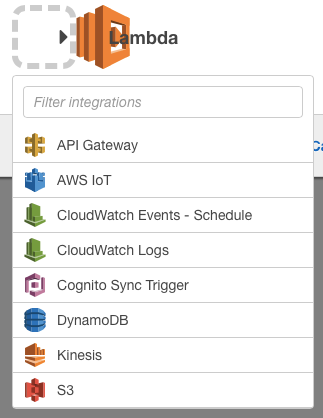 Lambda
Filter integrations
API Gateway
AWS IoT
CloudWatch Events - Schedule
CloudWatch Logs
Cognito Sync Trigger
DynamoDB
Kinesis
S3